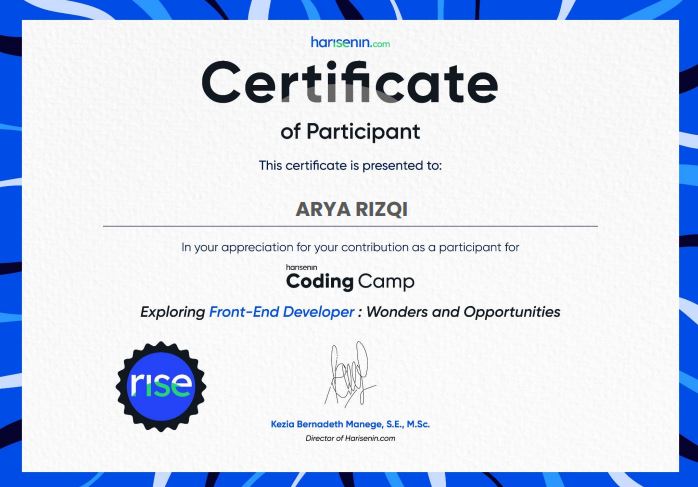 harisenin.com
Certificate
of Participant
This certificate is presented to:
ARYA RIZQI
In your appreciation for your contribution as a participant for
harisenin
Coding Camp
Exploring Front-End Developer : Wonders and Opportunities
rise
Kezia Bernadeth Manege, S.E., M.Sc.
Director of Harisenin.com